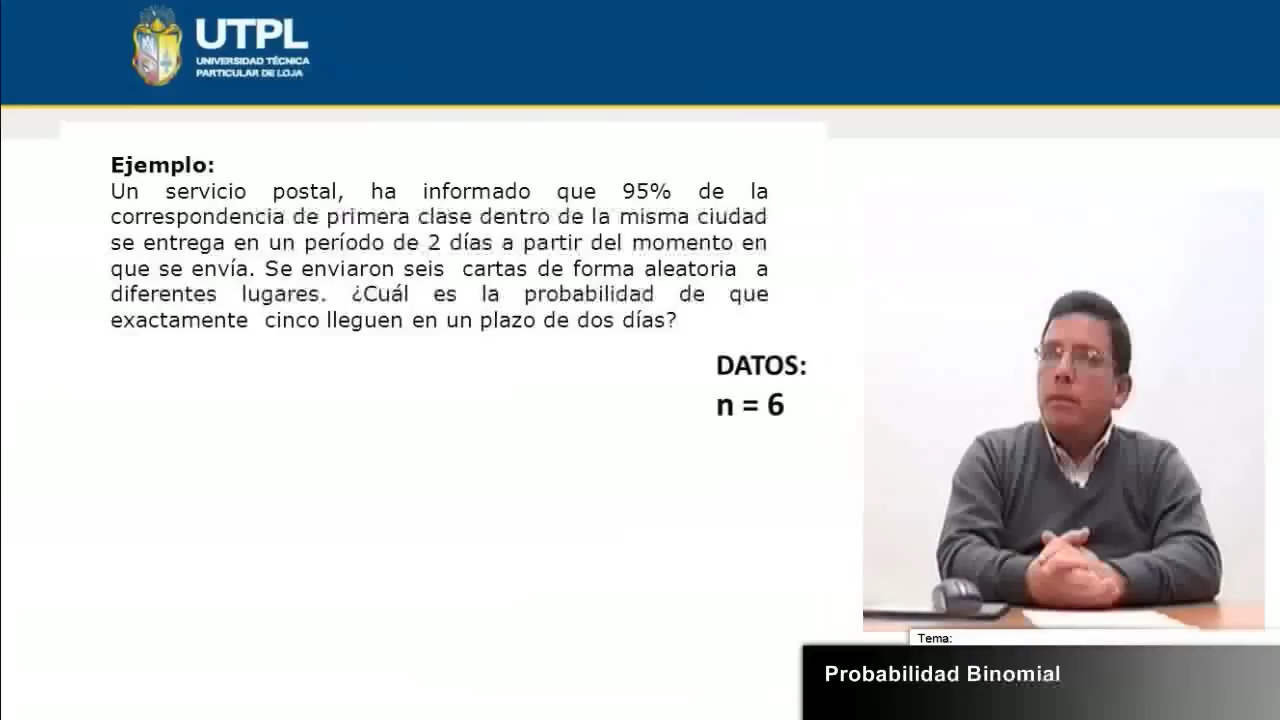 UTPL
UNIVERSIDAD TÉCNICA
PARTICULAR DE LOJA
Ejemplo:
Un servicio postal, ha informado que 95% de la
correspondencia de primera clase dentro de la misma ciudad
se entrega en un período de 2 días a partir del momento en
que se envía. Se enviaron seis cartas de forma aleatoria a
diferentes lugares. ¿Cuál es la probabilidad de que
exactamente cinco lleguen en un plazo de dos días?
DATOS:
n = 6
Tema:
Probabilidad Binomial